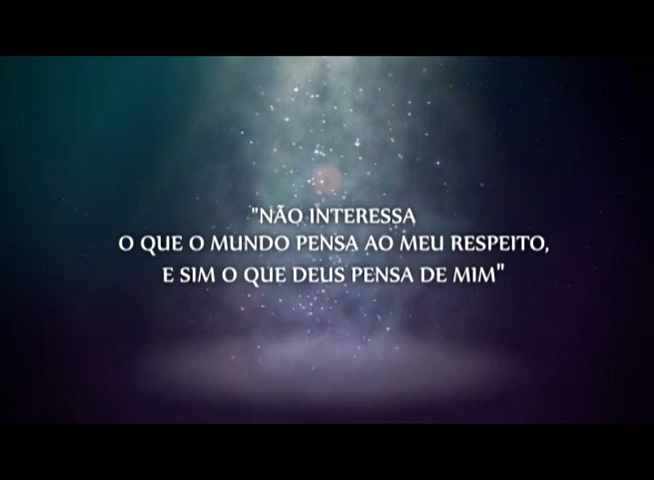 "NÃO INTERESSA
O QUE O MUNDO PENSA AO MEU RESPEITO,
E SIM O QUE DEUS PENSA DE MIM"